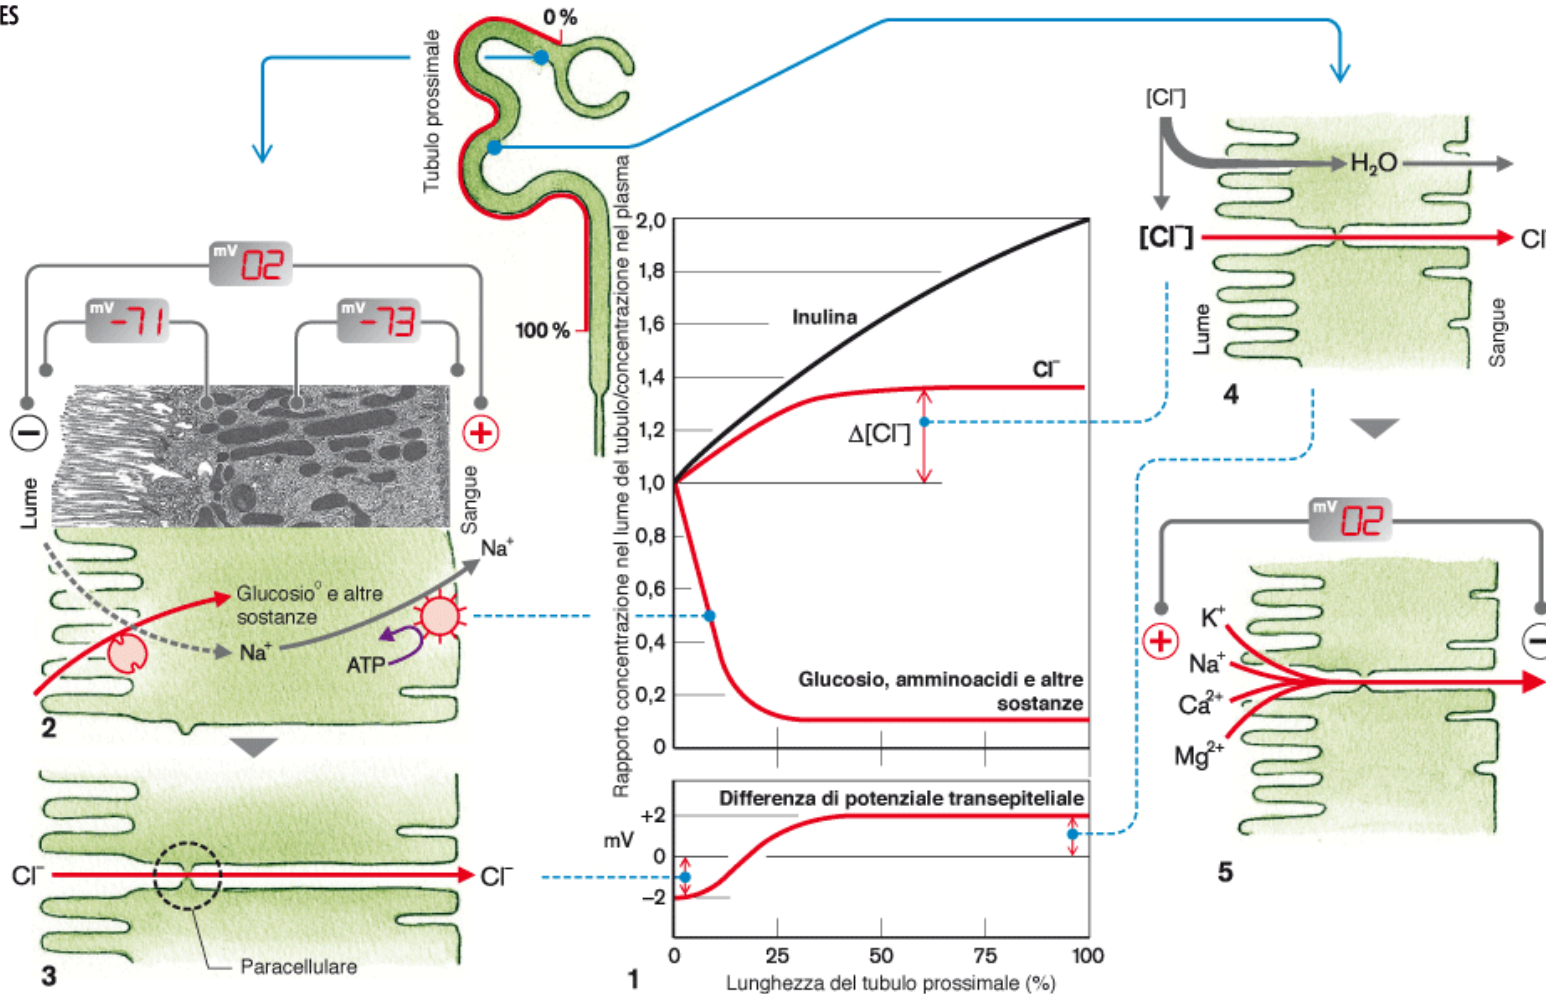 ES
0 %
Tubulo prossimale
100 %
[Cl⁻]
H₂O
[Cl⁻]
Cl
Lume
Sangue
4
mV 02
mV -71
mV -73
−
+
Lume
Sangue
Na⁺
Glucosio⁰ e altre
sostanze
Na⁺
ATP
2
Cl⁻
Cl⁻
Paracellulare
3
Rapporto concentrazione nel lume del tubulo/concentrazione nel plasma
2,0
1,8
1,6
1,4
1,2
1,0
0,8
0,6
0,4
0,2
0
Inulina
Cl⁻
Δ[Cl⁻]
Glucosio, amminoacidi e altre
sostanze
Differenza di potenziale transepiteliale
mV
+2
0
−2
0
25
50
75
100
Lunghezza del tubulo prossimale (%)
1
mV 02
+
−
K⁺
Na⁺
Ca²⁺
Mg²⁺
5